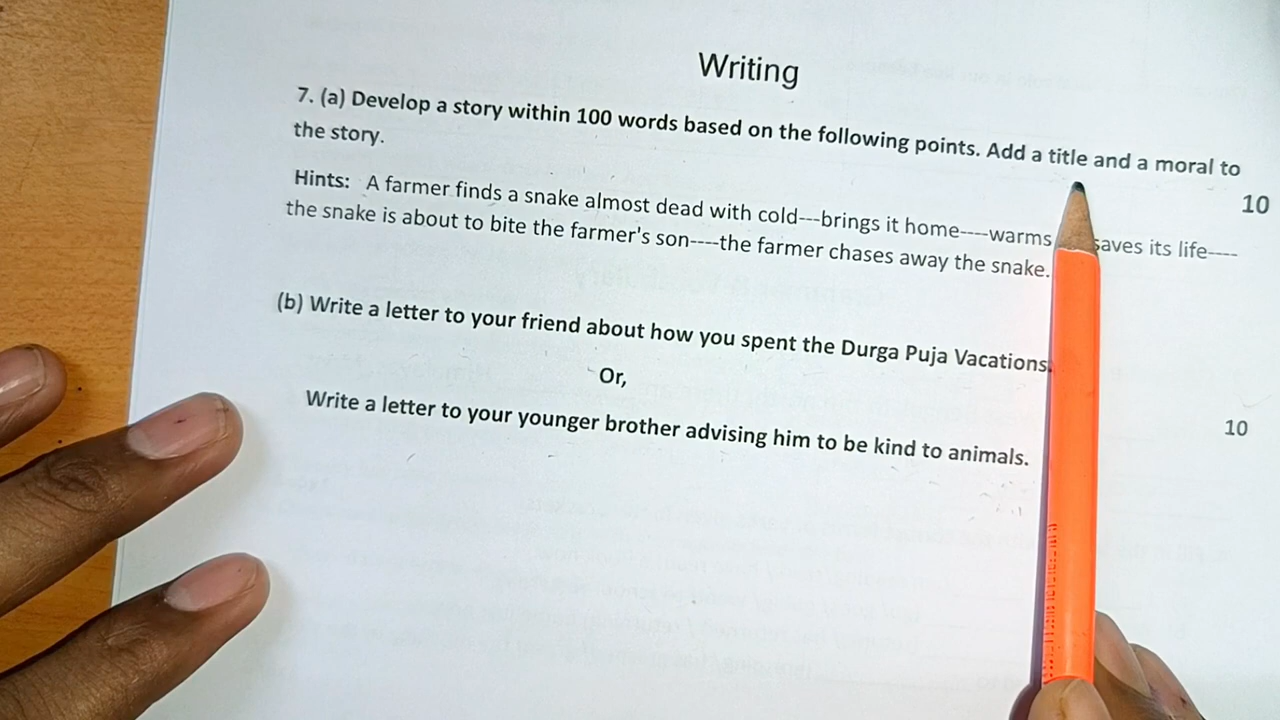 Writing
7. (a) Develop a story within 100 words based on the following points. Add a title and a moral to
the story.
10
Hints: A farmer finds a snake almost dead with cold---brings it home----warms saves its life----
the snake is about to bite the farmer's son----the farmer chases away the snake.
(b) Write a letter to your friend about how you spent the Durga Puja Vacations.
Or,
10
Write a letter to your younger brother advising him to be kind to animals.